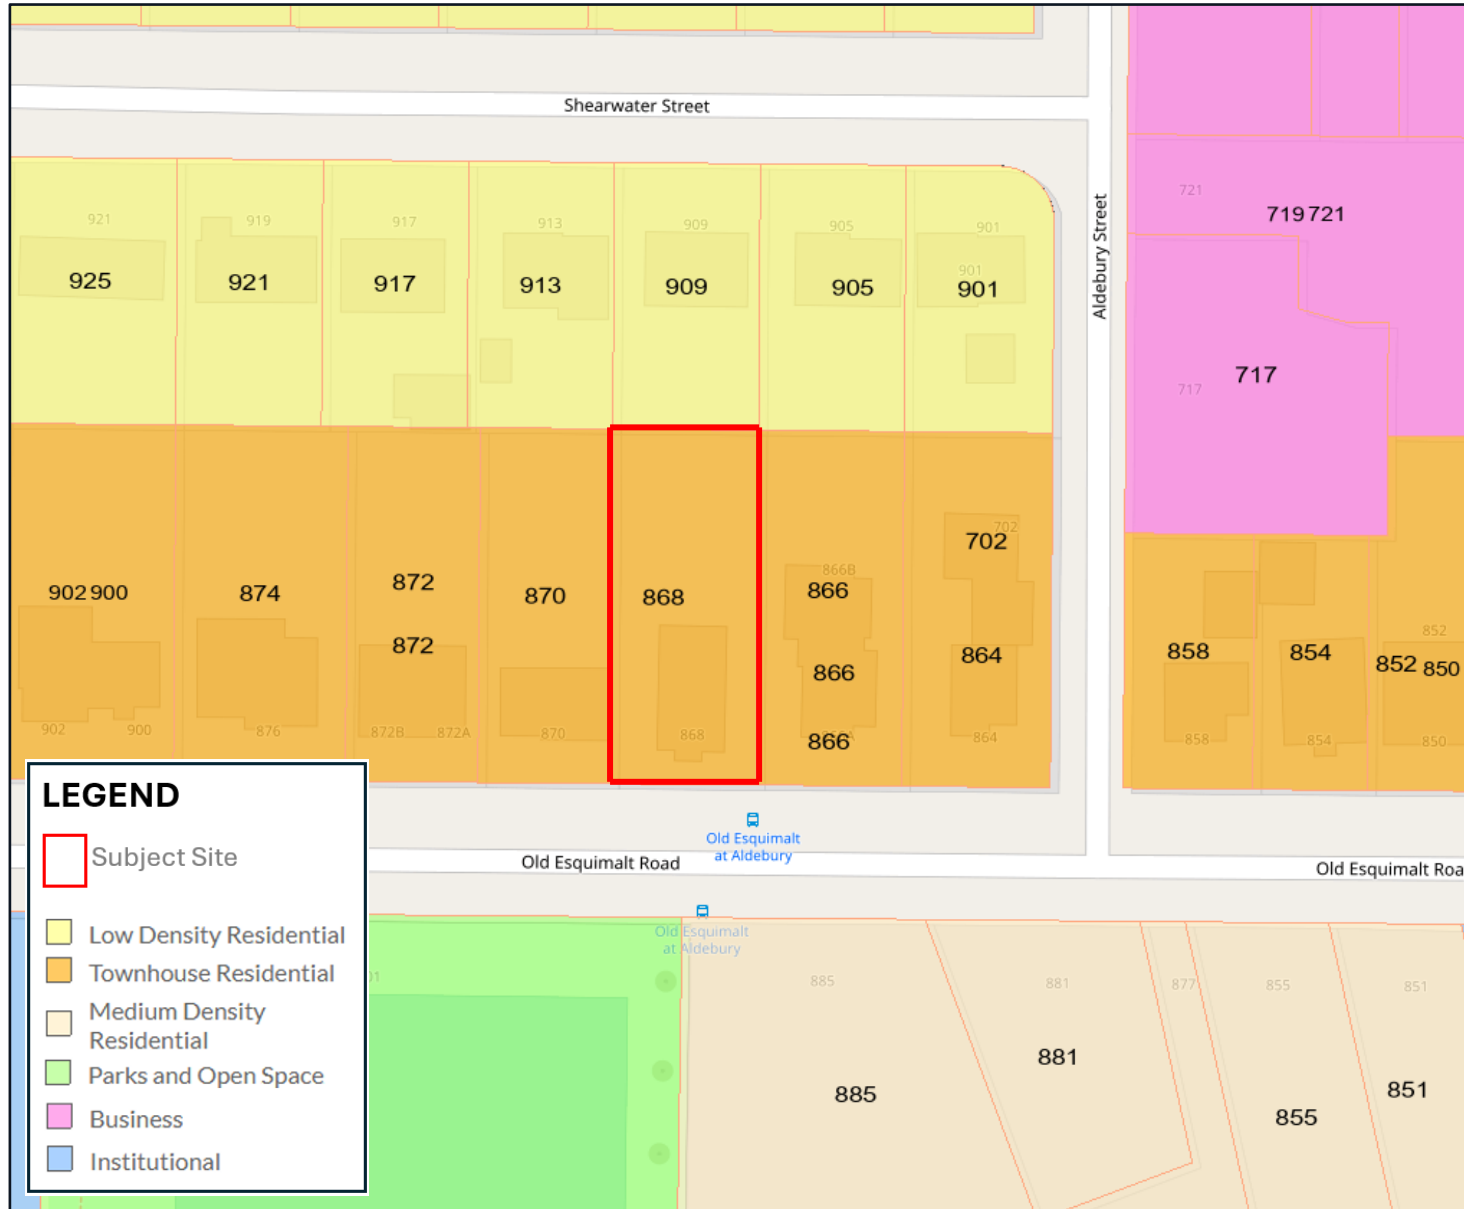 Shearwater Street
Aldebury Street
921
919
917
913
909
905
901
901
925
921
917
913
909
905
901
721
719 721
717
717
702
702
866B
866
902 900
874
872
870
868
872
866
864
858
854
852
852 850
902
900
876
872B
872A
870
868
866
864
858
854
850
Old Esquimalt
at Aldebury
Old Esquimalt Road
Old Esquimalt Roa
Old Esquimalt
at Aldebury
885
881
877
855
851
885
881
855
851
LEGEND
Subject Site
Low Density Residential
Townhouse Residential
Medium Density
Residential
Parks and Open Space
Business
Institutional